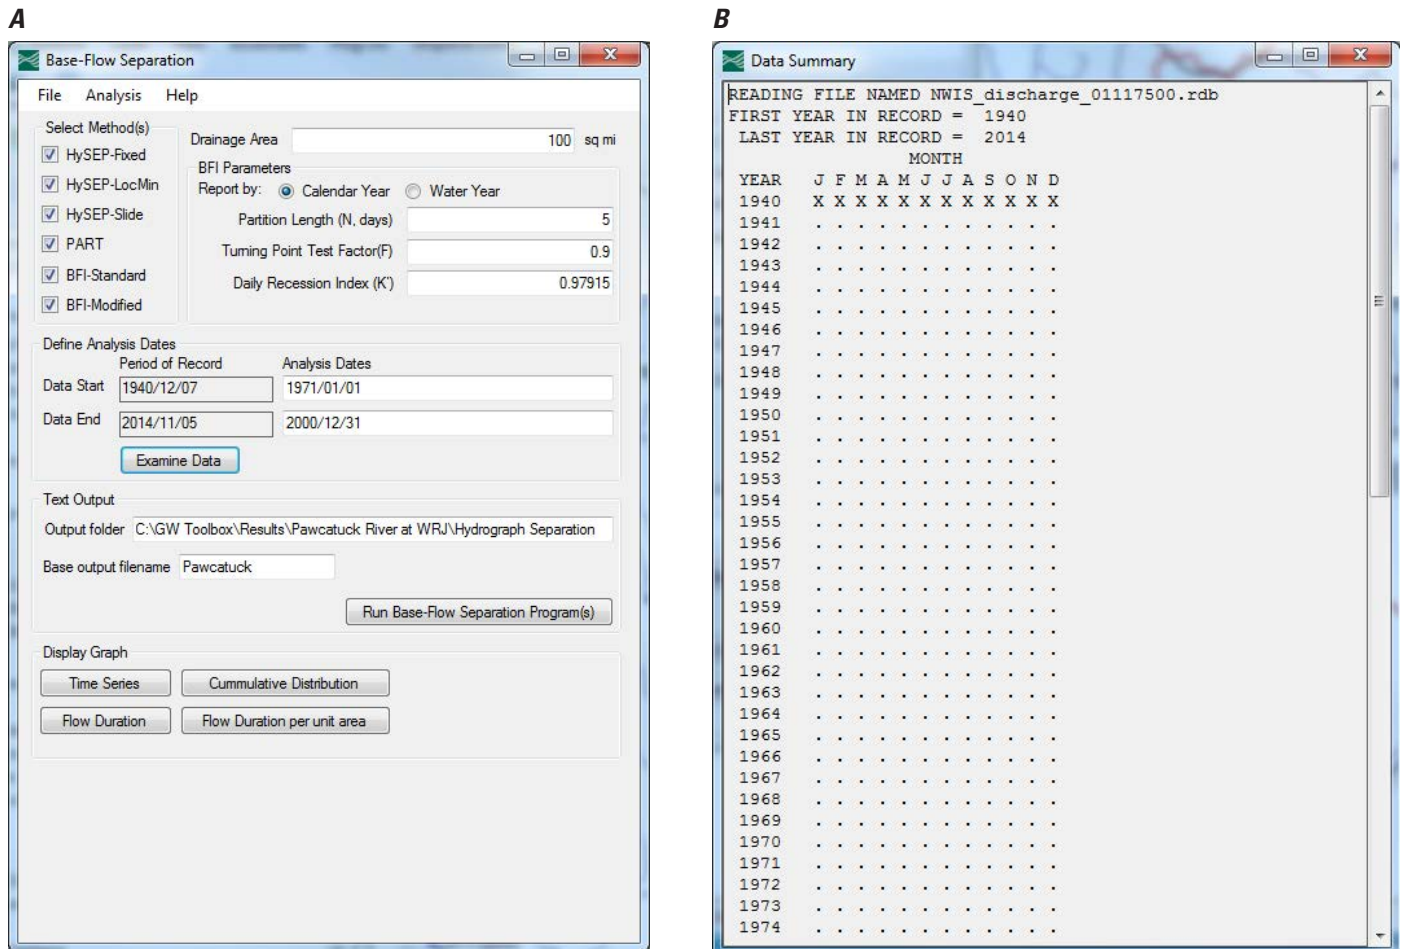 A
Base-Flow Separation
File Analysis Help
Select Method(s)
HySEP-Fixed
HySEP-LocMin
HySEP-Slide
PART
BFI-Standard
BFI-Modified
Drainage Area 100 sq mi
BFI Parameters
Report by: Calendar Year Water Year
Partition Length (N, days) 5
Turning Point Test Factor(F) 0.9
Daily Recession Index (K') 0.97915
Define Analysis Dates
Period of Record Analysis Dates
Data Start 1940/12/07 1971/01/01
Data End 2014/11/05 2000/12/31
Examine Data
Text Output
Output folder C:\GW Toolbox\Results\Pawcatuck River at WRJ\Hydrograph Separation
Base output filename Pawcatuck
Run Base-Flow Separation Program(s)
Display Graph
Time Series Cummulative Distribution
Flow Duration Flow Duration per unit area
B
Data Summary
READING FILE NAMED NWIS_discharge_01117500.rdb
FIRST YEAR IN RECORD = 1940
LAST YEAR IN RECORD = 2014
MONTH
YEAR J F M A M J J A S O N D
1940 X X X X X X X X X X X X
1941 . . . . . . . . . . . .
1942 . . . . . . . . . . . .
1943 . . . . . . . . . . . .
1944 . . . . . . . . . . . .
1945 . . . . . . . . . . . .
1946 . . . . . . . . . . . .
1947 . . . . . . . . . . . .
1948 . . . . . . . . . . . .
1949 . . . . . . . . . . . .
1950 . . . . . . . . . . . .
1951 . . . . . . . . . . . .
1952 . . . . . . . . . . . .
1953 . . . . . . . . . . . .
1954 . . . . . . . . . . . .
1955 . . . . . . . . . . . .
1956 . . . . . . . . . . . .
1957 . . . . . . . . . . . .
1958 . . . . . . . . . . . .
1959 . . . . . . . . . . . .
1960 . . . . . . . . . . . .
1961 . . . . . . . . . . . .
1962 . . . . . . . . . . . .
1963 . . . . . . . . . . . .
1964 . . . . . . . . . . . .
1965 . . . . . . . . . . . .
1966 . . . . . . . . . . . .
1967 . . . . . . . . . . . .
1968 . . . . . . . . . . . .
1969 . . . . . . . . . . . .
1970 . . . . . . . . . . . .
1971 . . . . . . . . . . . .
1972 . . . . . . . . . . . .
1973 . . . . . . . . . . . .
1974 . . . . . . . . . . . .